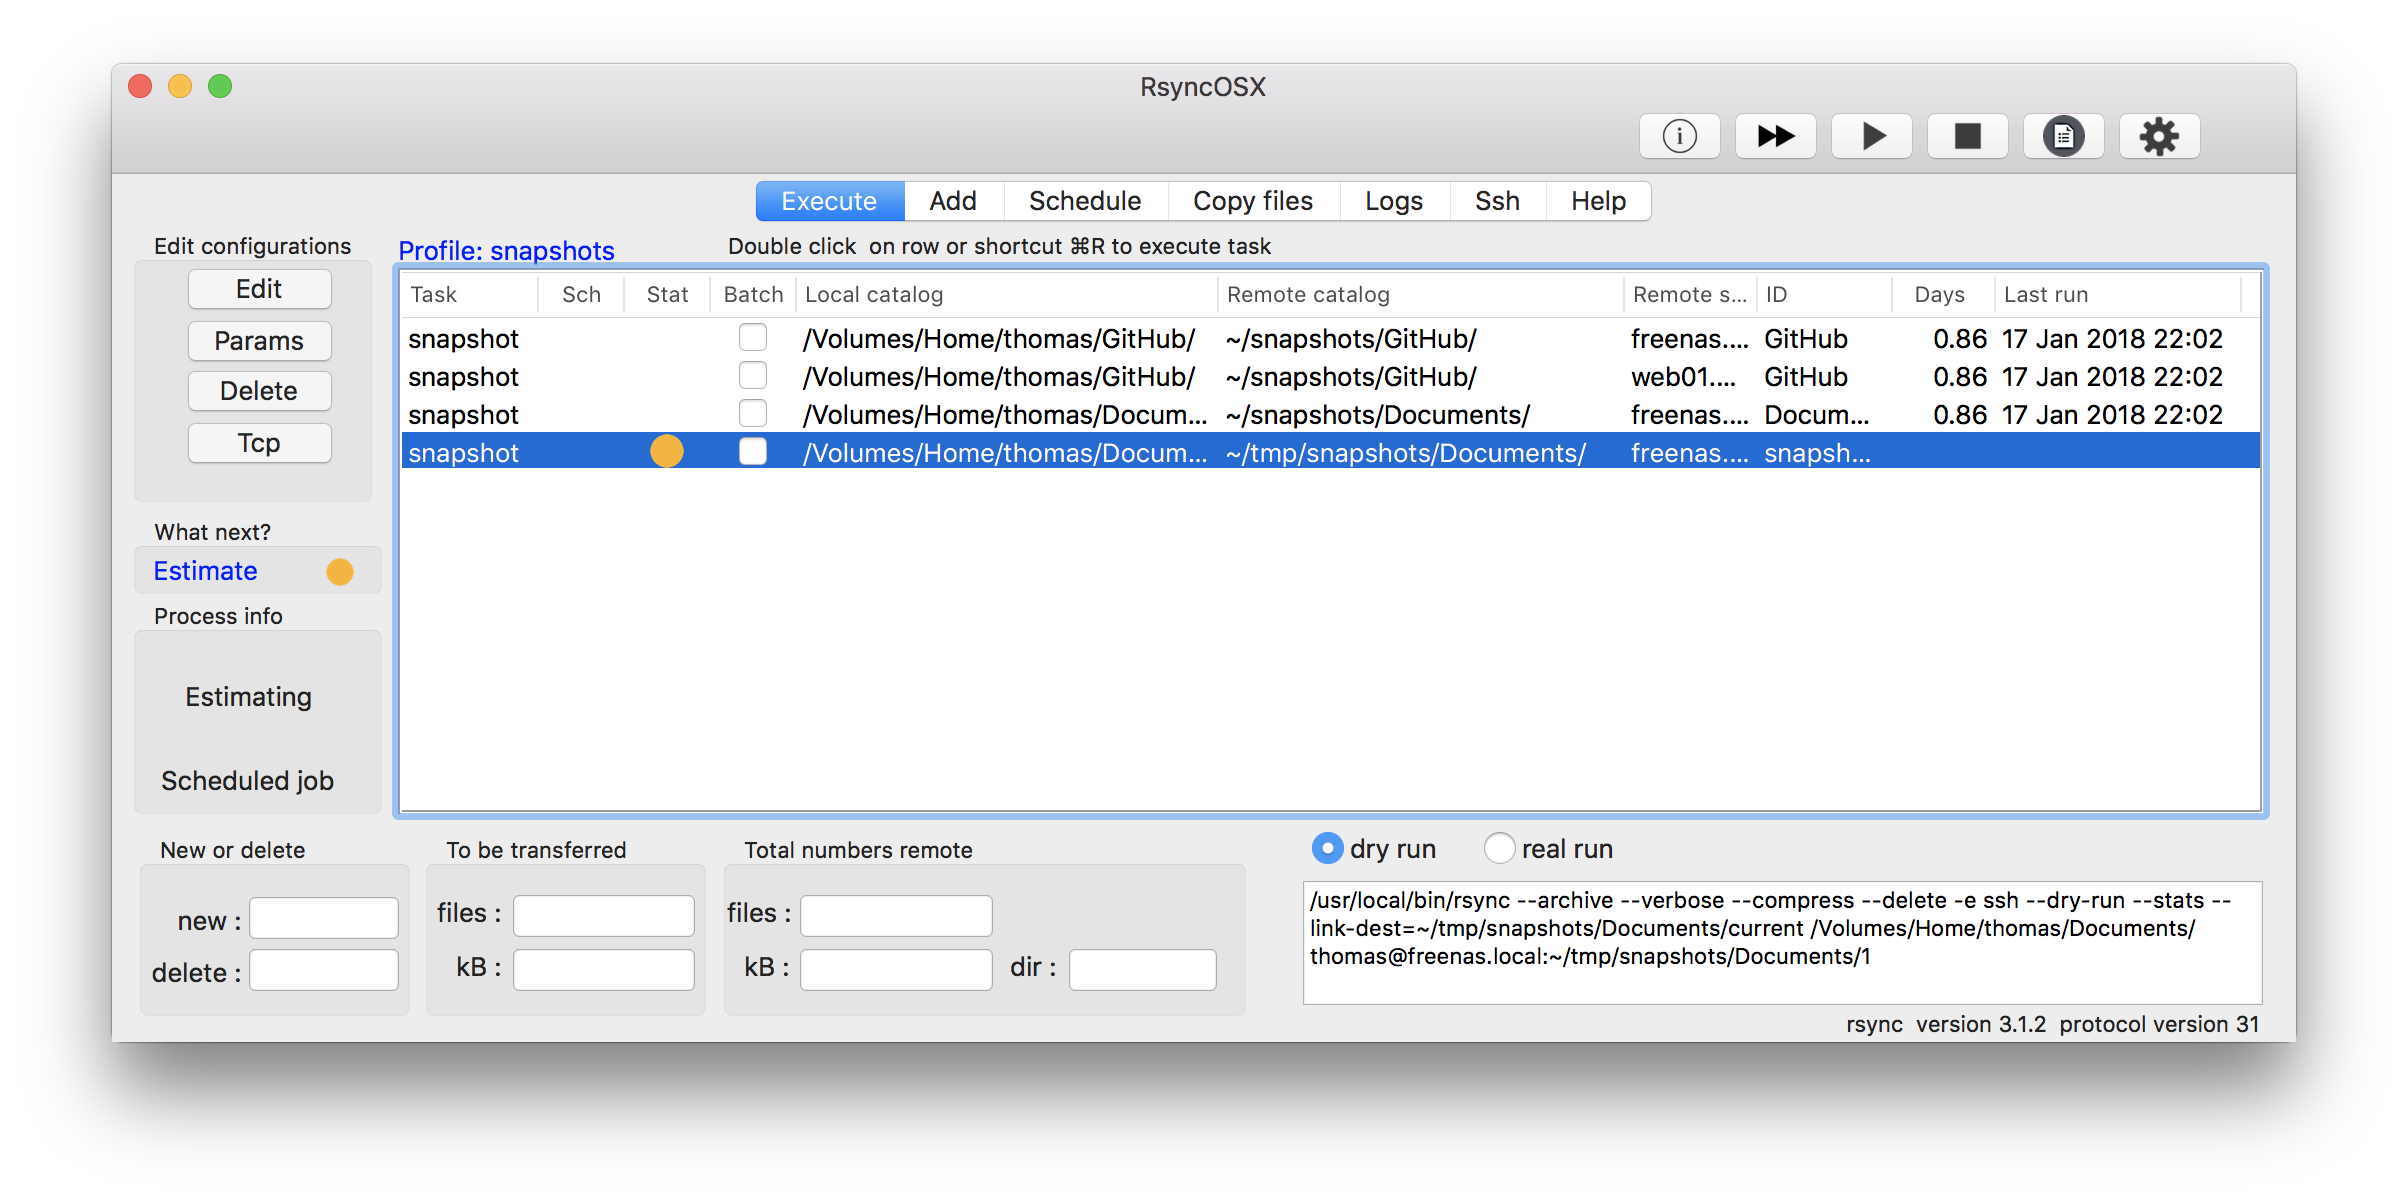 RsyncOSX
Execute Add Schedule Copy files Logs Ssh Help
Edit configurations
Edit
Params
Delete
Tcp
What next?
Estimate
Process info
Estimating
Scheduled job
Profile: snapshots
Double click  on row or shortcut ⌘R to execute task
Task Sch Stat Batch Local catalog Remote catalog Remote s... ID Days Last run
snapshot /Volumes/Home/thomas/GitHub/ ~/snapshots/GitHub/ freenas.... GitHub 0.86 17 Jan 2018 22:02
snapshot /Volumes/Home/thomas/GitHub/ ~/snapshots/GitHub/ web01.... GitHub 0.86 17 Jan 2018 22:02
snapshot /Volumes/Home/thomas/Docum... ~/snapshots/Documents/ freenas.... Docum... 0.86 17 Jan 2018 22:02
snapshot /Volumes/Home/thomas/Docum... ~/tmp/snapshots/Documents/ freenas.... snapsh...
New or delete
new :
delete :
To be transferred
files :
kB :
Total numbers remote
files :
kB : dir :
dry run real run
/usr/local/bin/rsync --archive --verbose --compress --delete -e ssh --dry-run --stats --
link-dest=~/tmp/snapshots/Documents/current /Volumes/Home/thomas/Documents/
thomas@freenas.local:~/tmp/snapshots/Documents/1
rsync  version 3.1.2  protocol version 31